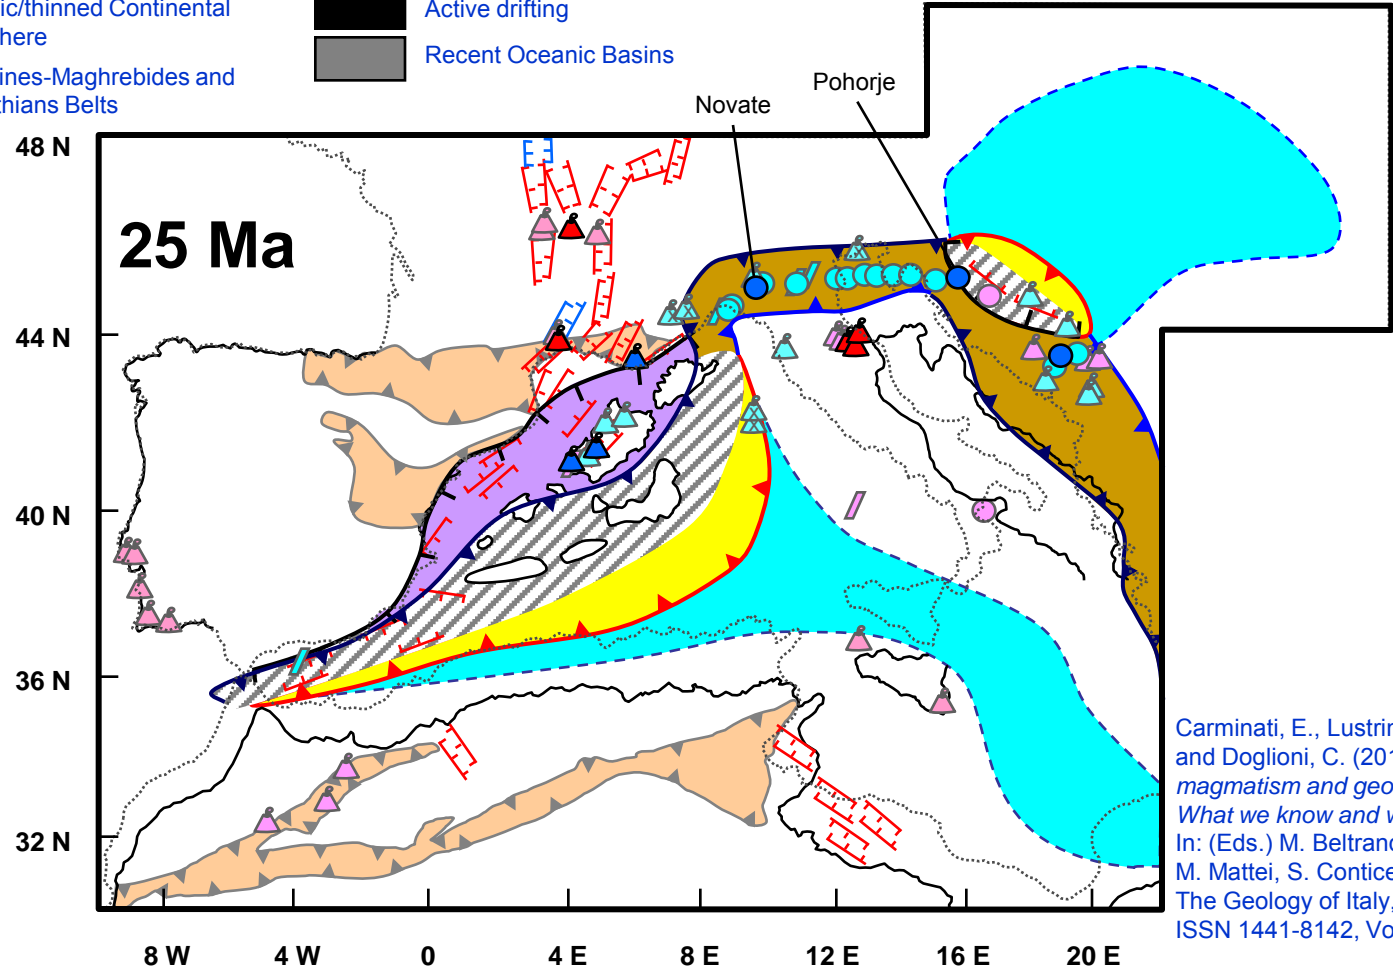 ic/thinned Continental
here
ines-Maghrebides and
thians Belts
Active drifting
Recent Oceanic Basins
Pohorje
Novate
48 N
25 Ma
44 N
40 N
36 N
32 N
8 W 4 W 0 4 E 8 E 12 E 16 E 20 E
Carminati, E., Lustrin
and Doglioni, C. (201
magmatism and geo
What we know and w
In: (Eds.) M. Beltrand
M. Mattei, S. Contice
The Geology of Italy,
ISSN 1441-8142, Vo